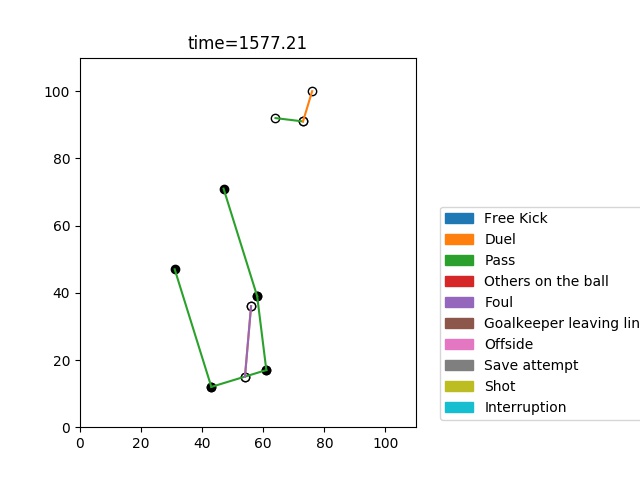 time=1577.21
100
80
60
40
20
0
0 20 40 60 80 100
Free Kick
Duel
Pass
Others on the ball
Foul
Goalkeeper leaving lin
Offside
Save attempt
Shot
Interruption